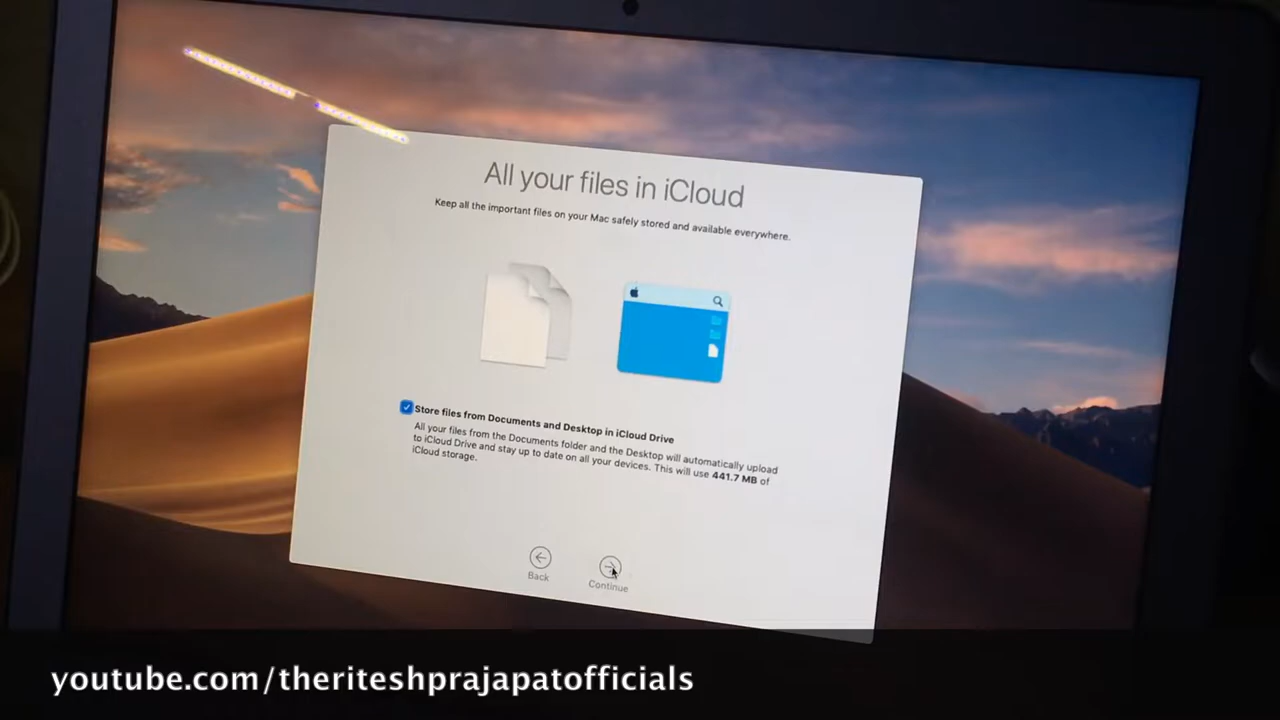 All your files in iCloud
Keep all the important files on your Mac safely stored and available everywhere.
Store files from Documents and Desktop in iCloud Drive
All your files from the Documents folder and the Desktop will automatically upload
to iCloud Drive and stay up to date on all your devices. This will use 441.7 MB of
iCloud storage.
Back
Continue
youtube.com/theriteshprajapatofficials